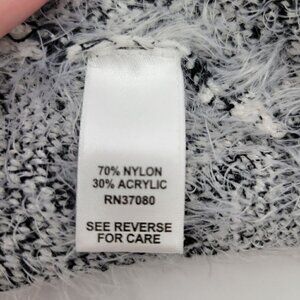 70% NYLON
30% ACRYLIC
RN37080
SEE REVERSE
FOR CARE